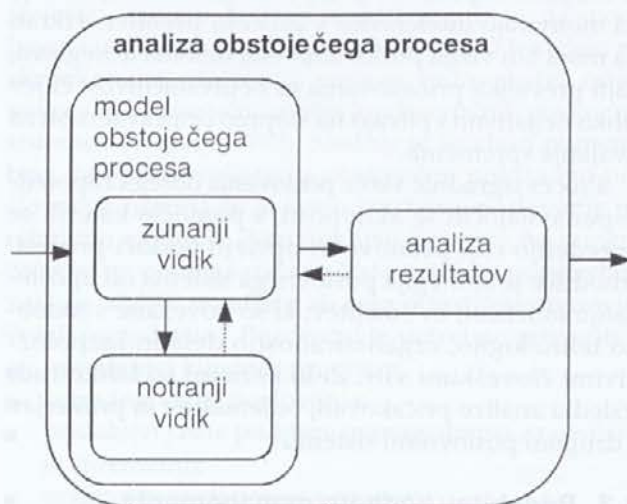 analiza obstoječega procesa
model
obstoječega
procesa
zunanji
vidik
analiza
rezultatov
notranji
vidik